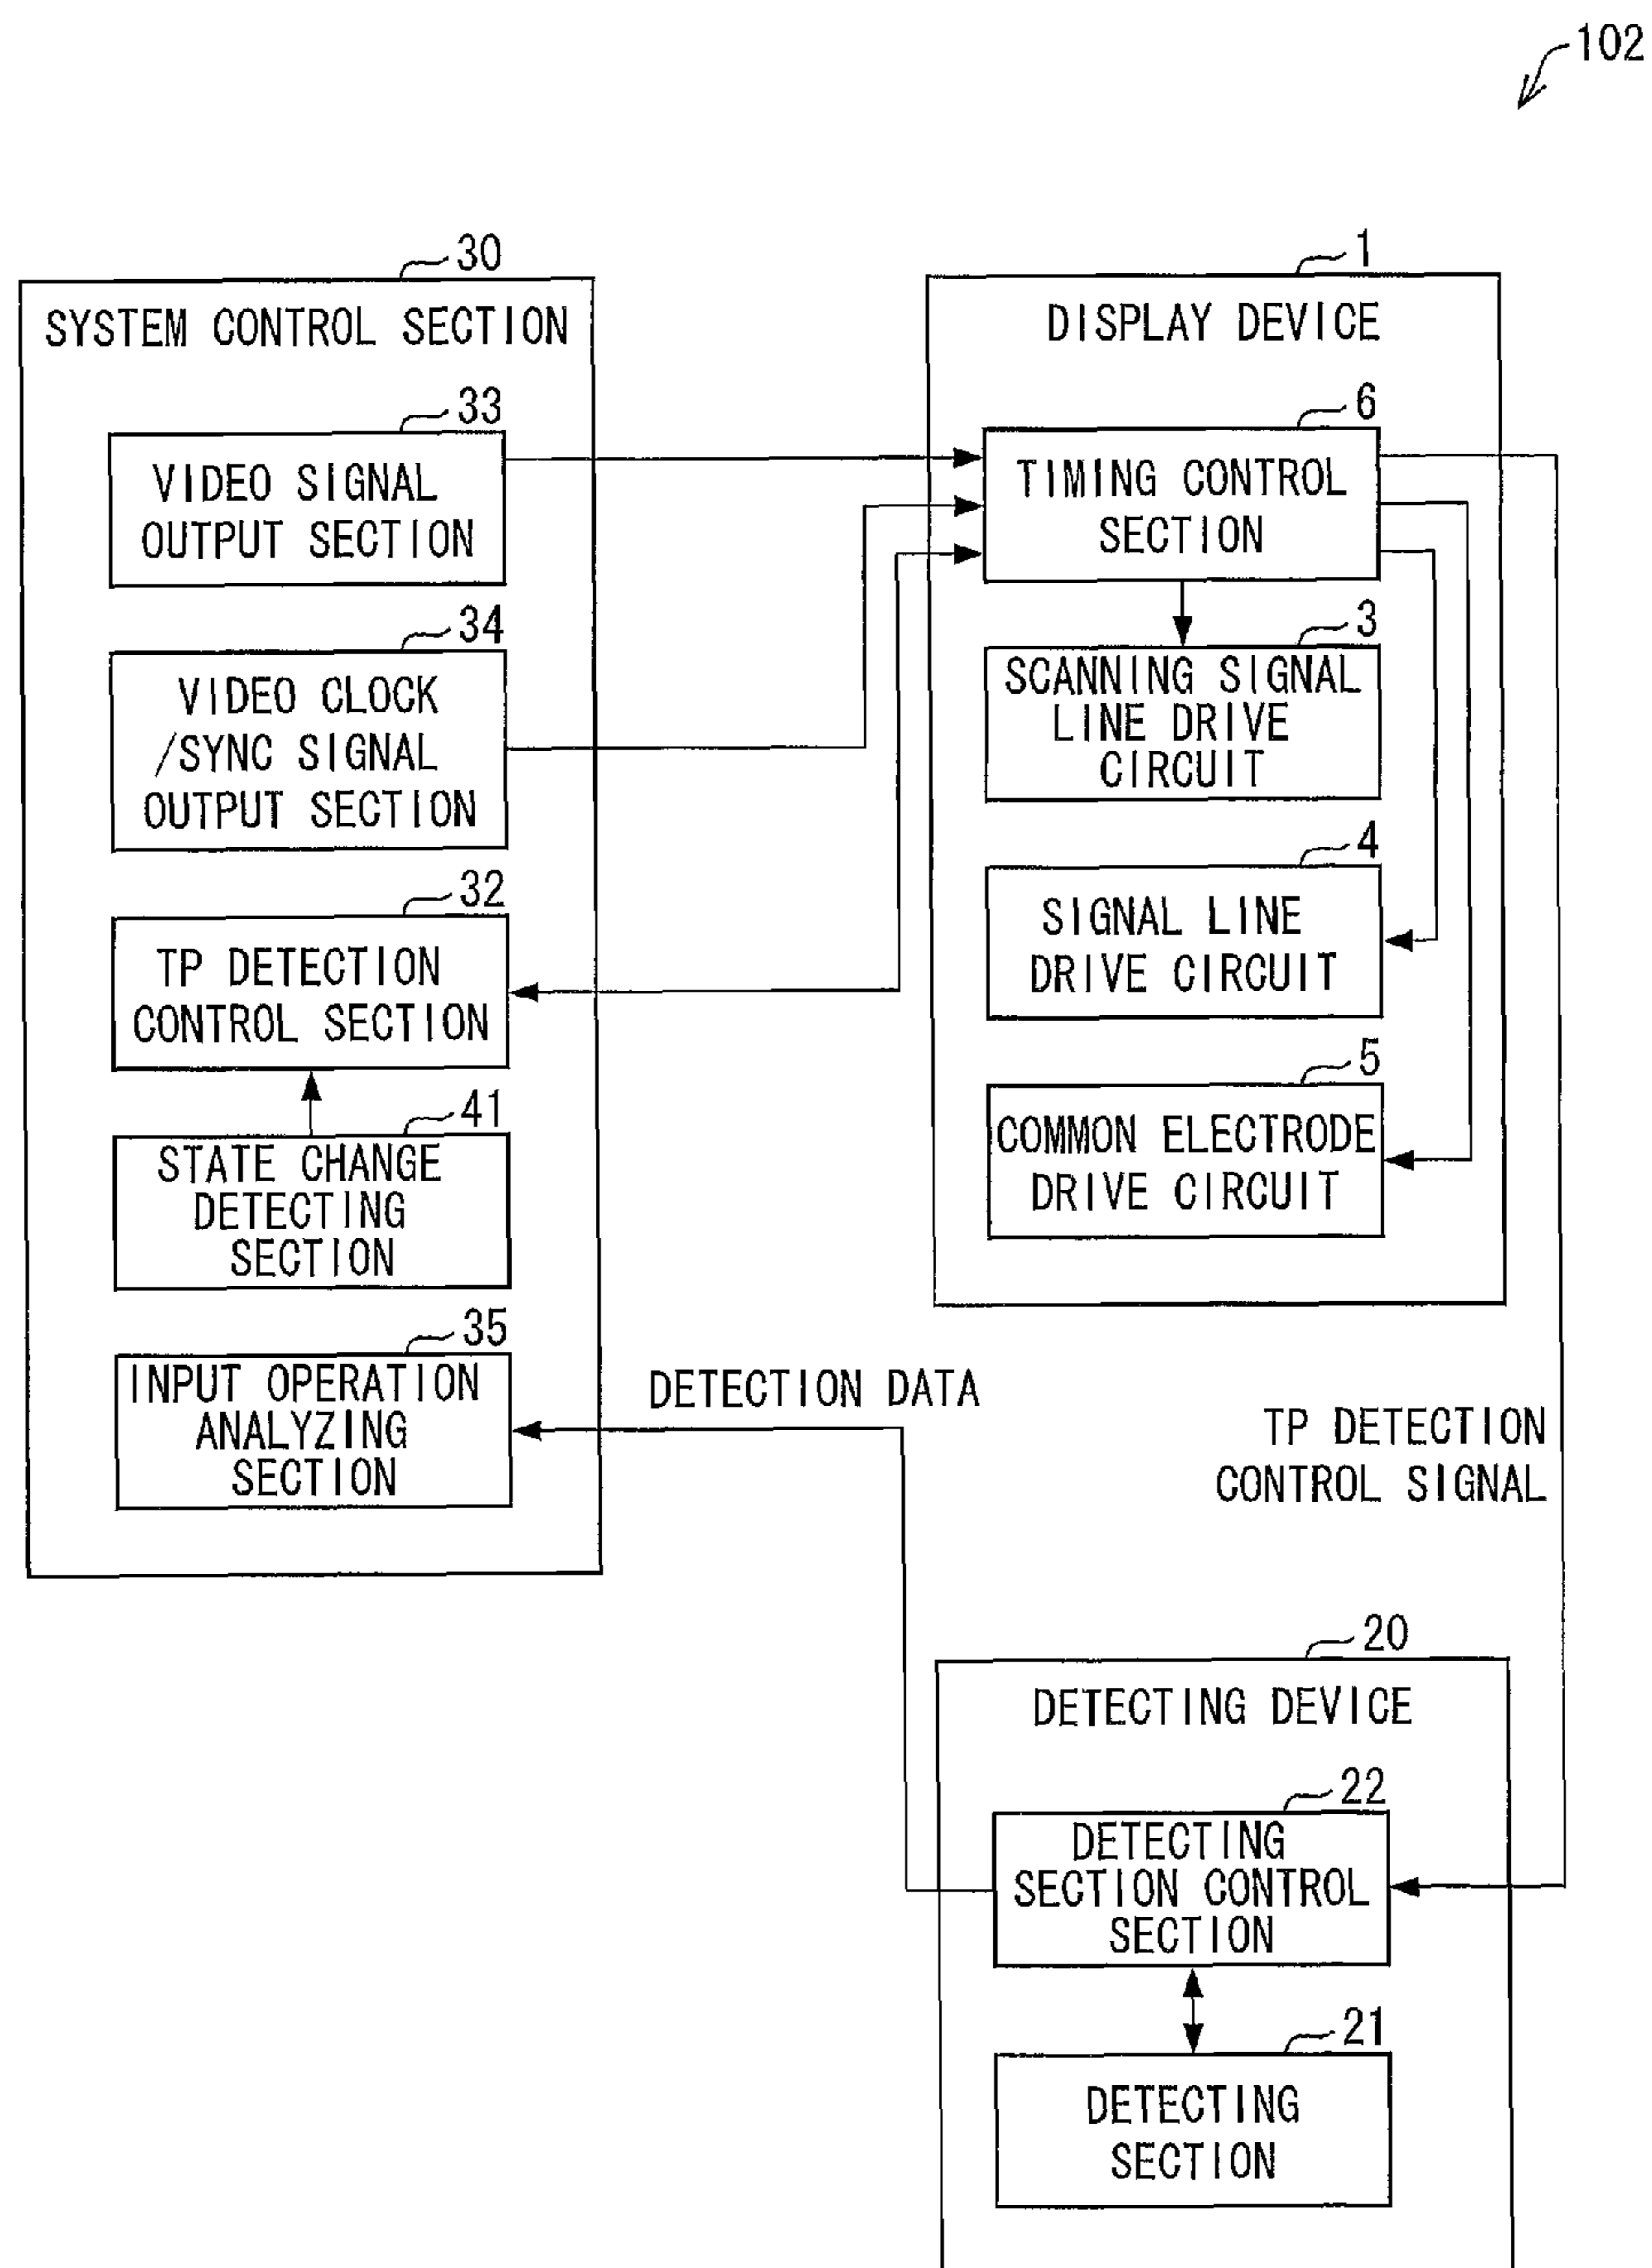 102
30
SYSTEM CONTROL SECTION
33
VIDEO SIGNAL
OUTPUT SECTION
34
VIDEO CLOCK
/SYNC SIGNAL
OUTPUT SECTION
32
TP DETECTION
CONTROL SECTION
41
STATE CHANGE
DETECTING
SECTION
35
INPUT OPERATION
ANALYZING
SECTION
1
DISPLAY DEVICE
6
TIMING CONTROL
SECTION
3
SCANNING SIGNAL
LINE DRIVE
CIRCUIT
4
SIGNAL LINE
DRIVE CIRCUIT
5
COMMON ELECTRODE
DRIVE CIRCUIT
DETECTION DATA
TP DETECTION
CONTROL SIGNAL
20
DETECTING DEVICE
22
DETECTING
SECTION CONTROL
SECTION
21
DETECTING
SECTION